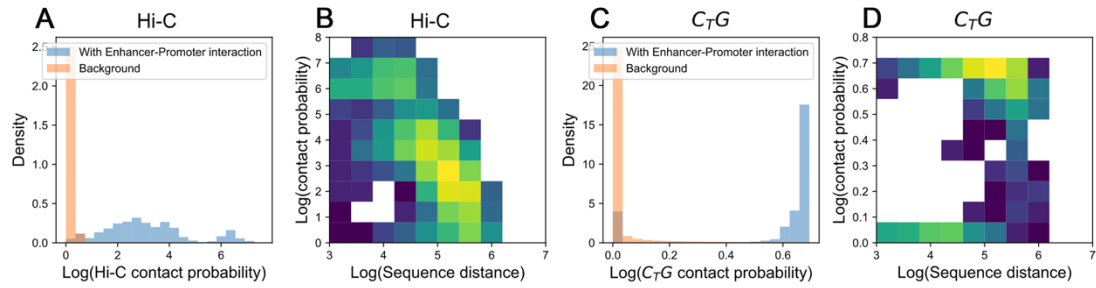 A
Hi-C
With Enhancer-Promoter interaction
Background
Density
2.5
2.0
1.5
1.0
0.5
0.0
0
2
4
6
Log(Hi-C contact probability)
B
Hi-C
Log(contact probability)
8
7
6
5
4
3
2
1
0
3
4
5
6
7
Log(Sequence distance)
C
C_TG
With Enhancer-Promoter interaction
Background
Density
25
20
15
10
5
0
0.0
0.2
0.4
0.6
Log(C_TG contact probability)
D
C_TG
Log(contact probability)
0.8
0.7
0.6
0.5
0.4
0.3
0.2
0.1
0.0
3
4
5
6
7
Log(Sequence distance)